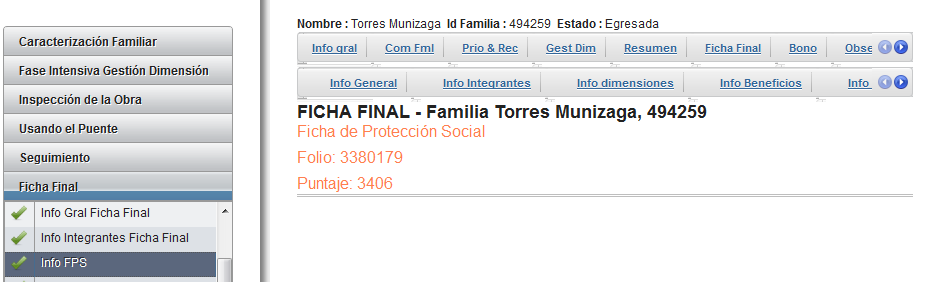 Caracterización Familiar
Fase Intensiva Gestión Dimensión
Inspección de la Obra
Usando el Puente
Seguimiento
Ficha Final
Info Gral Ficha Final
Info Integrantes Ficha Final
Info FPS
Nombre : Torres Munizaga Id Familia : 494259 Estado : Egresada
Info gral Com Fml Prio & Rec Gest Dim Resumen Ficha Final Bono Obse
Info General Info Integrantes Info dimensiones Info Beneficios Info
FICHA FINAL - Familia Torres Munizaga, 494259
Ficha de Protección Social
Folio: 3380179
Puntaje: 3406